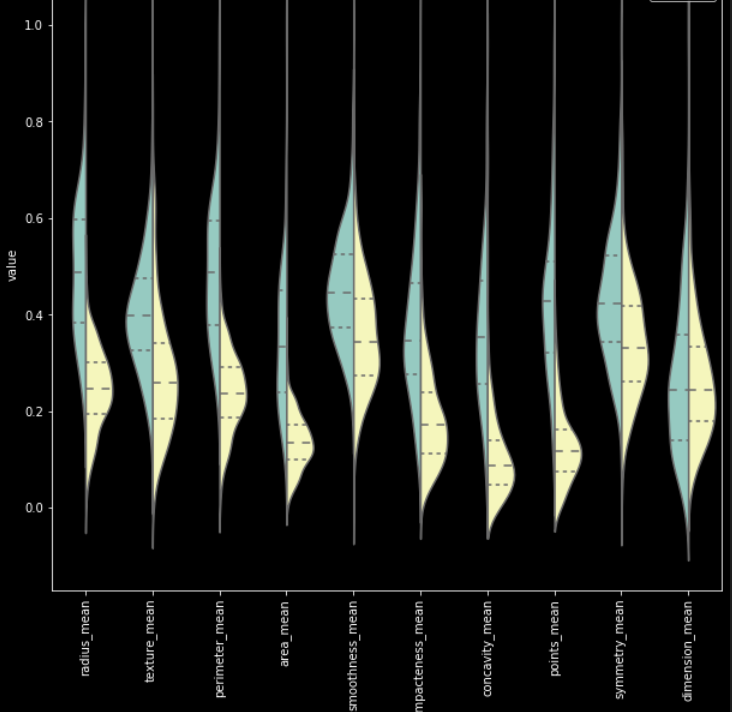 1.0
0.8
0.6
0.4
0.2
0.0
value
radius_mean
texture_mean
perimeter_mean
area_mean
smoothness_mean
mpacteness_mean
concavity_mean
points_mean
symmetry_mean
dimension_mean